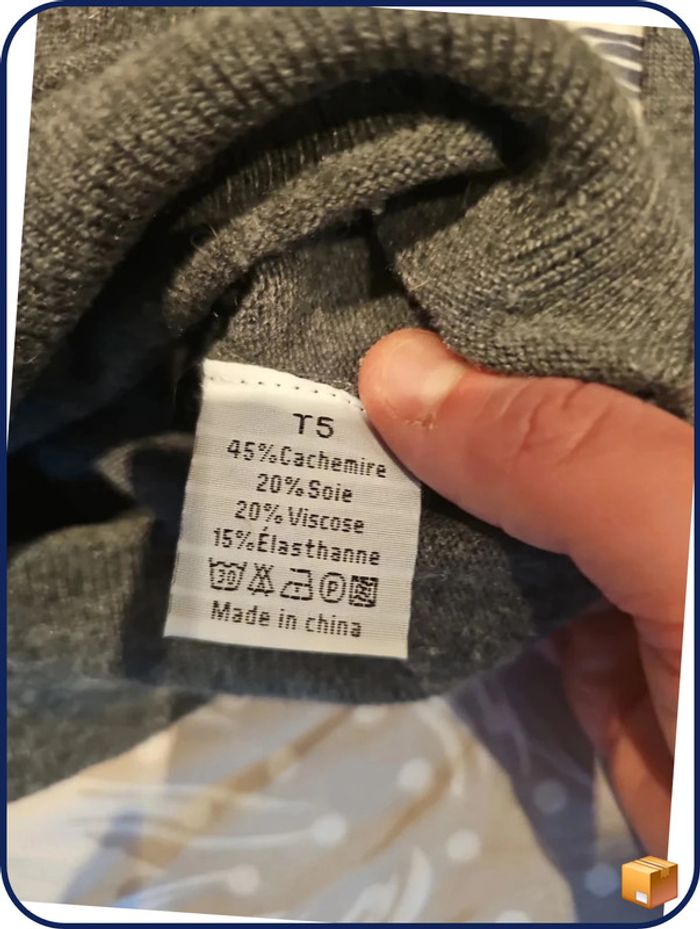 T5
45%Cachemire
20%Soie
20%Viscose
15%Élasthanne
30 P
Made in china